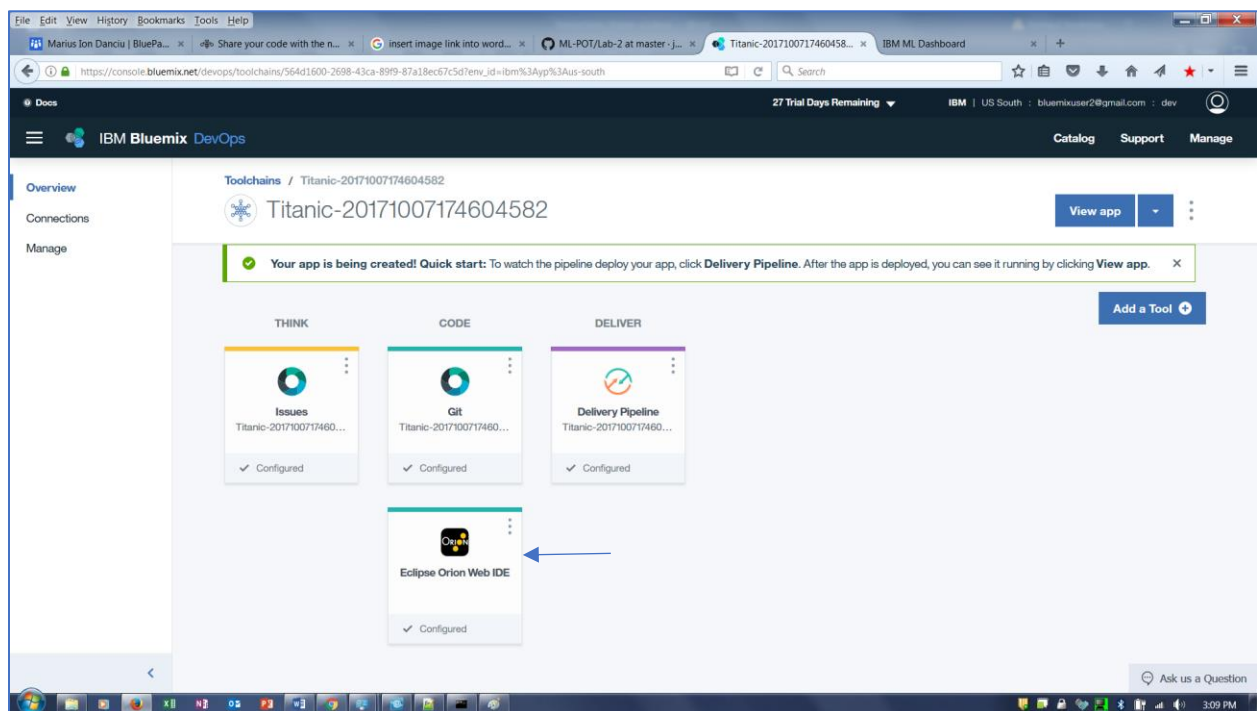 File Edit View History Bookmarks Tools Help
Marius Ion Danciu | BluePa... × Share your code with the n... × insert image link into word... × ML-POT/Lab-2 at master · j... × Titanic-2017100717460458... × IBM ML Dashboard × +
https://console.bluemix.net/devops/toolchains/564d1600-2698-43ca-89f9-87a18ec67c5d?env_id=ibm%3Ayp%3Aus-south Search
Docs 27 Trial Days Remaining IBM | US South : bluemixuser2@gmail.com : dev
IBM Bluemix DevOps Catalog Support Manage
Overview
Connections
Manage
Toolchains / Titanic-20171007174604582
Titanic-20171007174604582
View app
Your app is being created! Quick start: To watch the pipeline deploy your app, click Delivery Pipeline. After the app is deployed, you can see it running by clicking View app. ×
Add a Tool
THINK CODE DELIVER
Issues
Titanic-2017100717460...
Configured
Git
Titanic-2017100717460...
Configured
Delivery Pipeline
Titanic-2017100717460...
Configured
ORION
Eclipse Orion Web IDE
Configured
Ask us a Question
3:09 PM